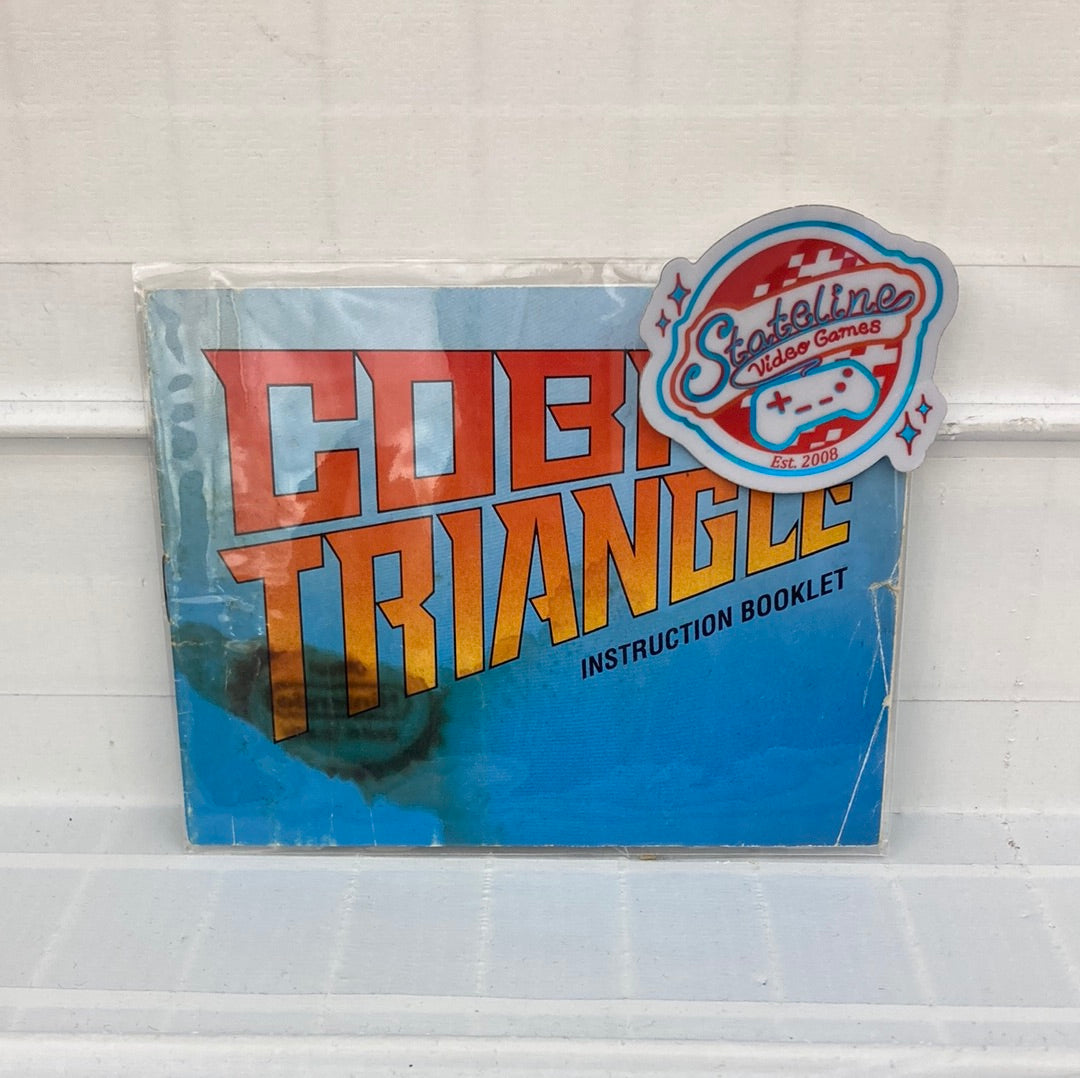 COB
TRIANGLE
INSTRUCTION BOOKLET
Stateline
Video Games
Est. 2008